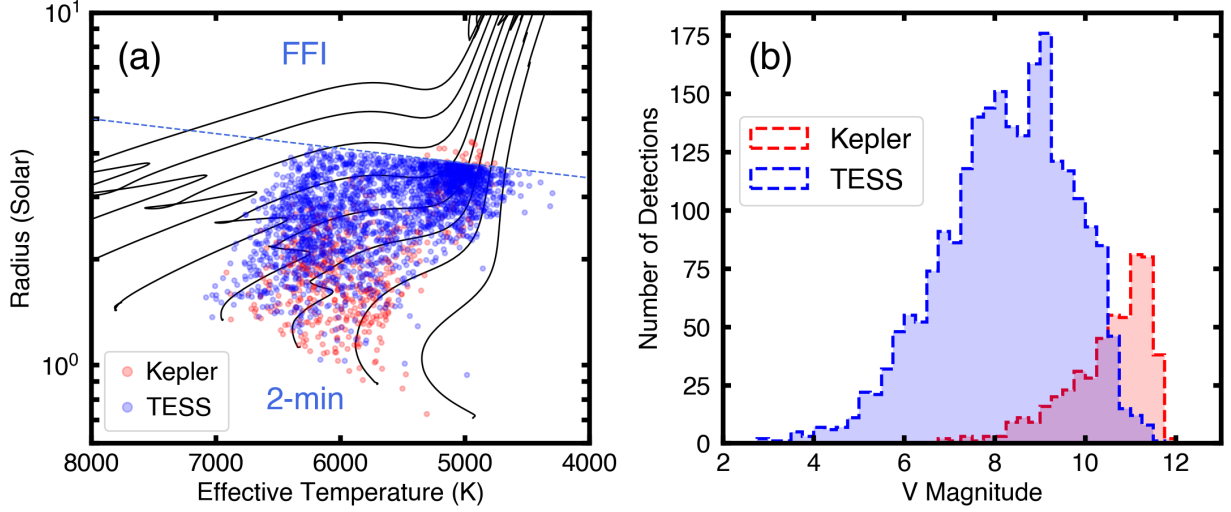 (a)
FFI
2-min
Kepler
TESS
10¹
10⁰
Radius (Solar)
8000 7000 6000 5000 4000
Effective Temperature (K)
(b)
Kepler
TESS
175
150
125
100
75
50
25
0
Number of Detections
2 4 6 8 10 12
V Magnitude